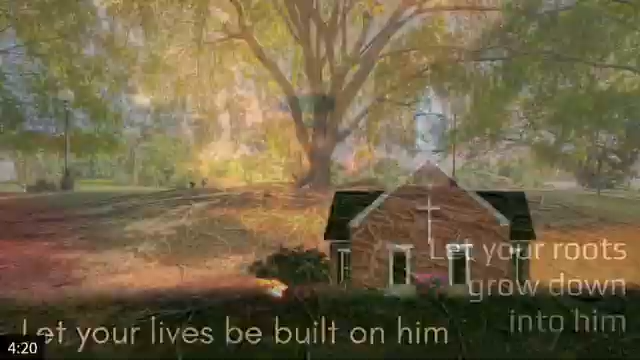 Let your roots
grow down
into him
Let your lives be built on him
4:20